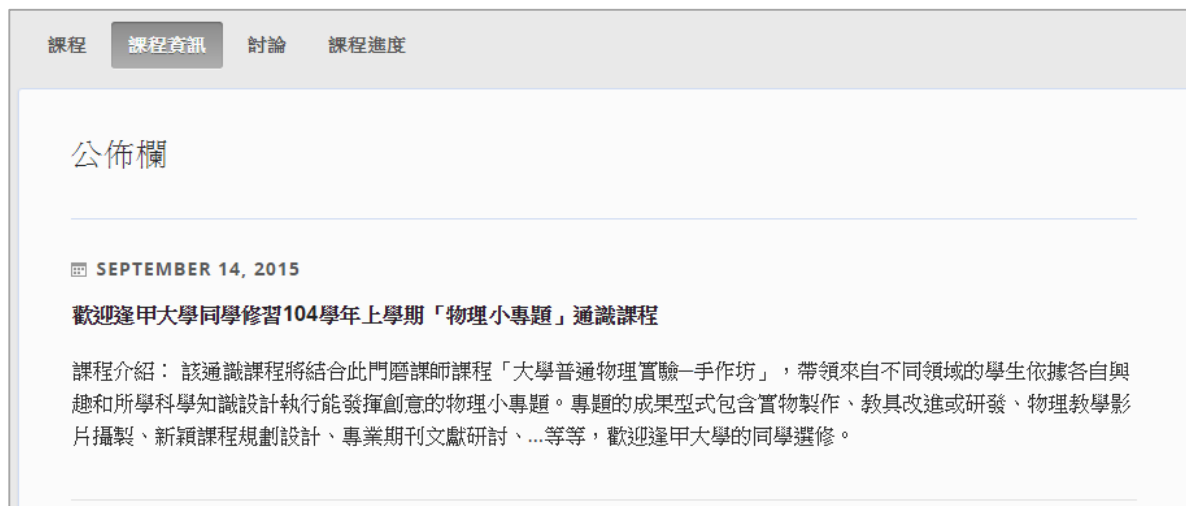 課程 課程資訊 討論 課程進度
公佈欄
SEPTEMBER 14, 2015
歡迎逢甲大學同學修習104學年上學期「物理小專題」通識課程
課程介紹： 該通識課程將結合此門磨課師課程「大學普通物理實驗─手作坊」，帶領來自不同領域的學生依據各自興
趣和所學科學知識設計執行能發揮創意的物理小專題。專題的成果型式包含實物製作、教具改進或研發、物理教學影
片攝製、新穎課程規劃設計、專業期刊文獻研討、...等等，歡迎逢甲大學的同學選修。